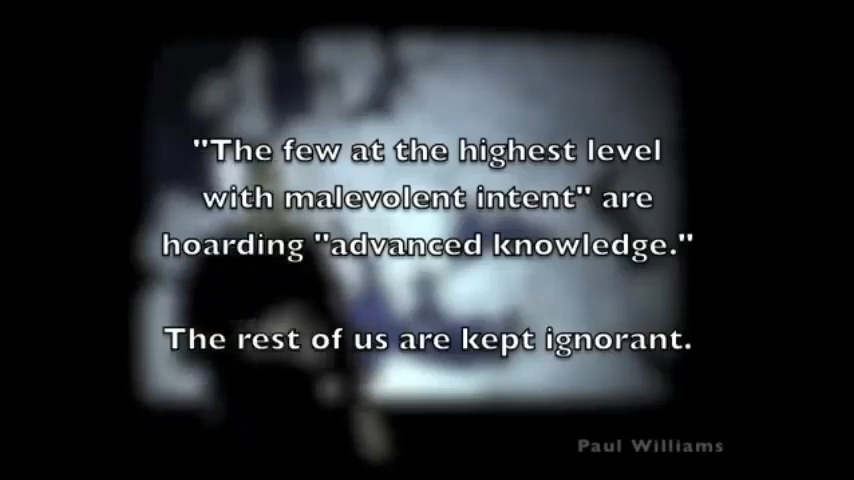 "The few at the highest level
with malevolent intent" are
hoarding "advanced knowledge."
The rest of us are kept ignorant.
Paul Williams